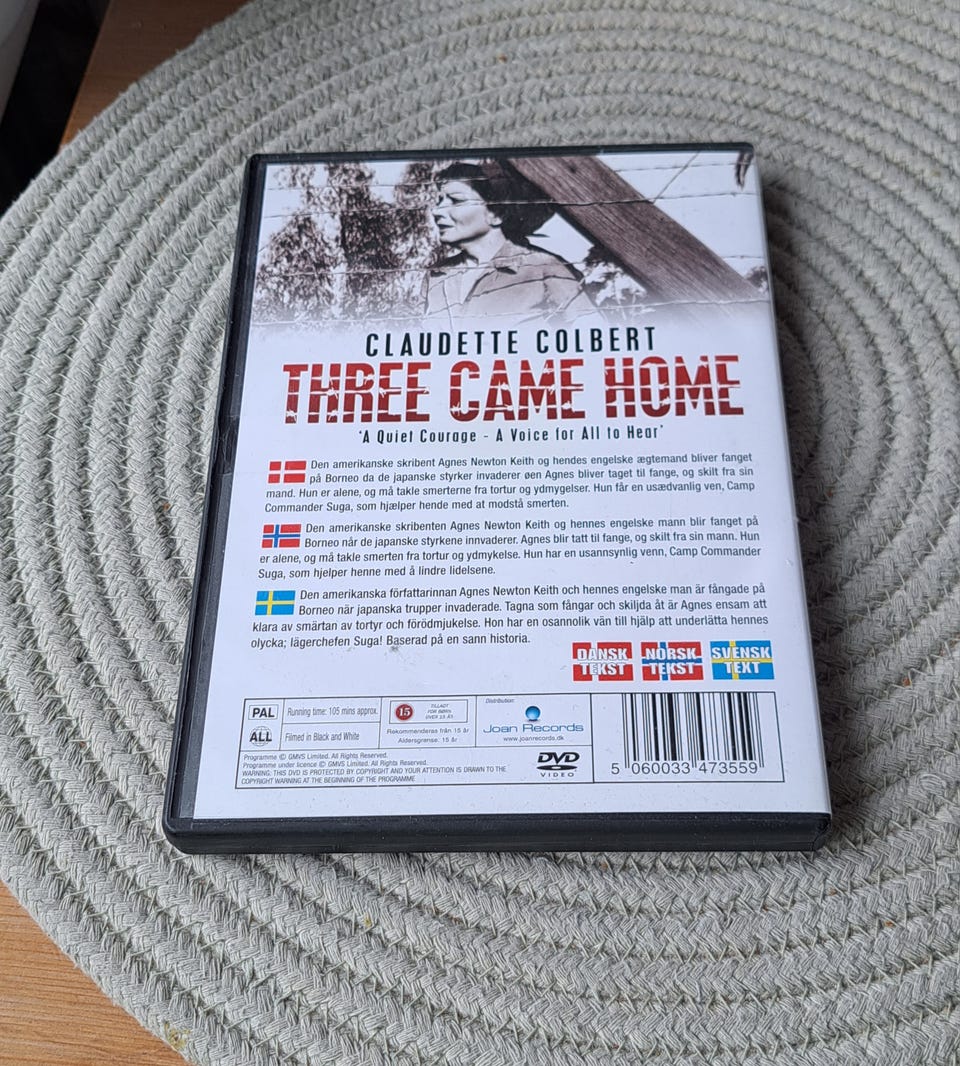 CLAUDETTE COLBERT
THREE CAME HOME
'A Quiet Courage - A Voice for All to Hear'
Den amerikanske skribent Agnes Newton Keith og hendes engelske ægtemand bliver fanget
på Borneo da de japanske styrker invaderer øen Agnes bliver taget til fange, og skilt fra sin
mand. Hun er alene, og må takle smerterne fra tortur og ydmygelser. Hun får en usædvanlig ven, Camp
Commander Suga, som hjælper hende med at modstå smerten.
Den amerikanske skribenten Agnes Newton Keith og hennes engelske mann blir fanget på
Borneo når de japanske styrkene innvaderer. Agnes blir tatt til fange, og skilt fra sin mann. Hun
er alene, og må takle smerten fra tortur og ydmykelse. Hun har en usannsynlig venn, Camp Commander
Suga, som hjelper henne med å lindre lidelsene.
Den amerikanska författarinnan Agnes Newton Keith och hennes engelske man är fångade på
Borneo när japanska trupper invaderade. Tagna som fångar och skiljda åt är Agnes ensam att
klara av smärtan av tortyr och förödmjukelse. Hon har en osannolik vän till hjälp att underlätta hennes
olycka; lägerchefen Suga! Baserad på en sann historia.
DANSK TEKST
NORSK TEKST
SVENSK TEXT
PAL
Running time: 105 mins approx.
ALL
Filmed in Black and White
15
TILLADT
FOR BØRN
OVER 15 ÅR
Rekommenderas från 15 år
Aldersgrense: 15 år
Distribution:
Joan Records
www.joanrecords.dk
Programme © GMVS Limited. All Rights Reserved.
Programme under licence © GMVS Limited. All Rights Reserved.
WARNING: THIS DVD IS PROTECTED BY COPYRIGHT AND YOUR ATTENTION IS DRAWN TO THE
COPYRIGHT WARNING AT THE BEGINNING OF THE PROGRAMME
DVD
VIDEO
5 060033 473559